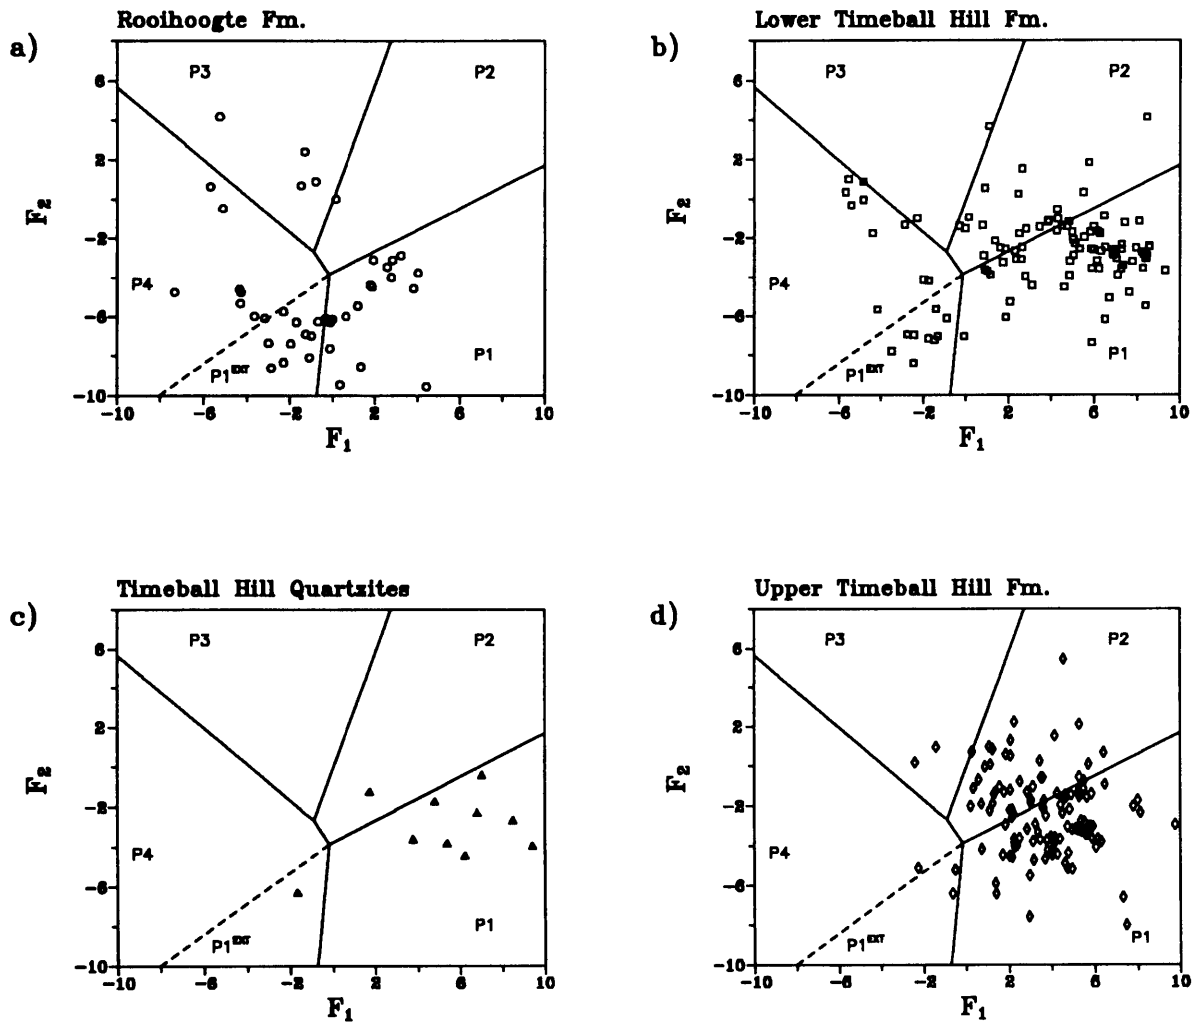 Rooihoogte Fm.
a)
P3
P2
P4
P1EXT
P1
6
2
-2
-6
-10
-10 -6 -2 2 6 10
F2
F1
Lower Timeball Hill Fm.
b)
P3
P2
P4
P1EXT
P1
6
2
-2
-6
-10
-10 -6 -2 2 6 10
F2
F1
Timeball Hill Quartzites
c)
P3
P2
P4
P1EXT
P1
6
2
-2
-6
-10
-10 -6 -2 2 6 10
F2
F1
Upper Timeball Hill Fm.
d)
P3
P2
P4
P1EXT
P1
6
2
-2
-6
-10
-10 -6 -2 2 6 10
F2
F1